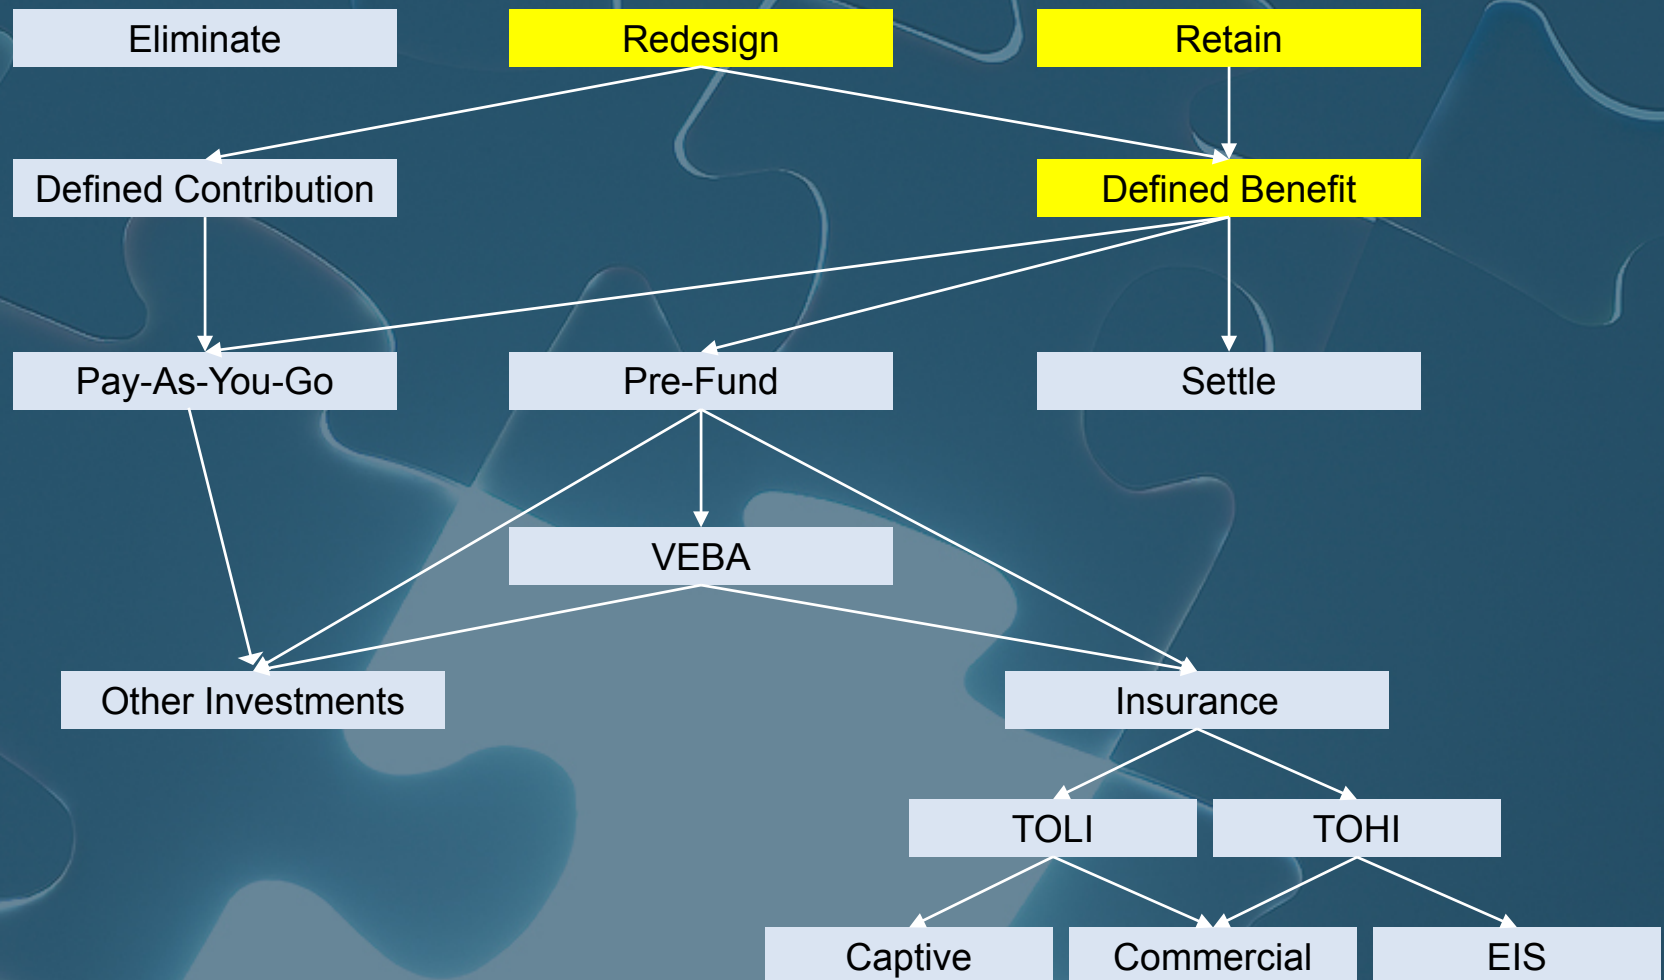 Eliminate
Redesign
Retain
Defined Contribution
Defined Benefit
Pay-As-You-Go
Pre-Fund
Settle
VEBA
Other Investments
Insurance
TOLI
TOHI
Captive
Commercial
EIS